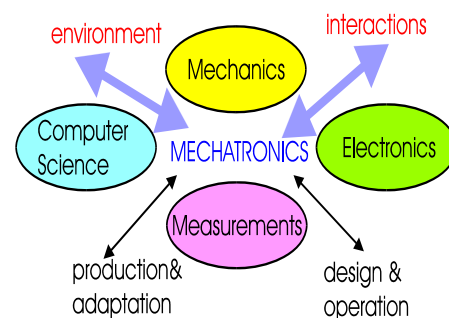 environment
interactions
Mechanics
Computer
Science
MECHATRONICS
Electronics
Measurements
production&
adaptation
design &
operation